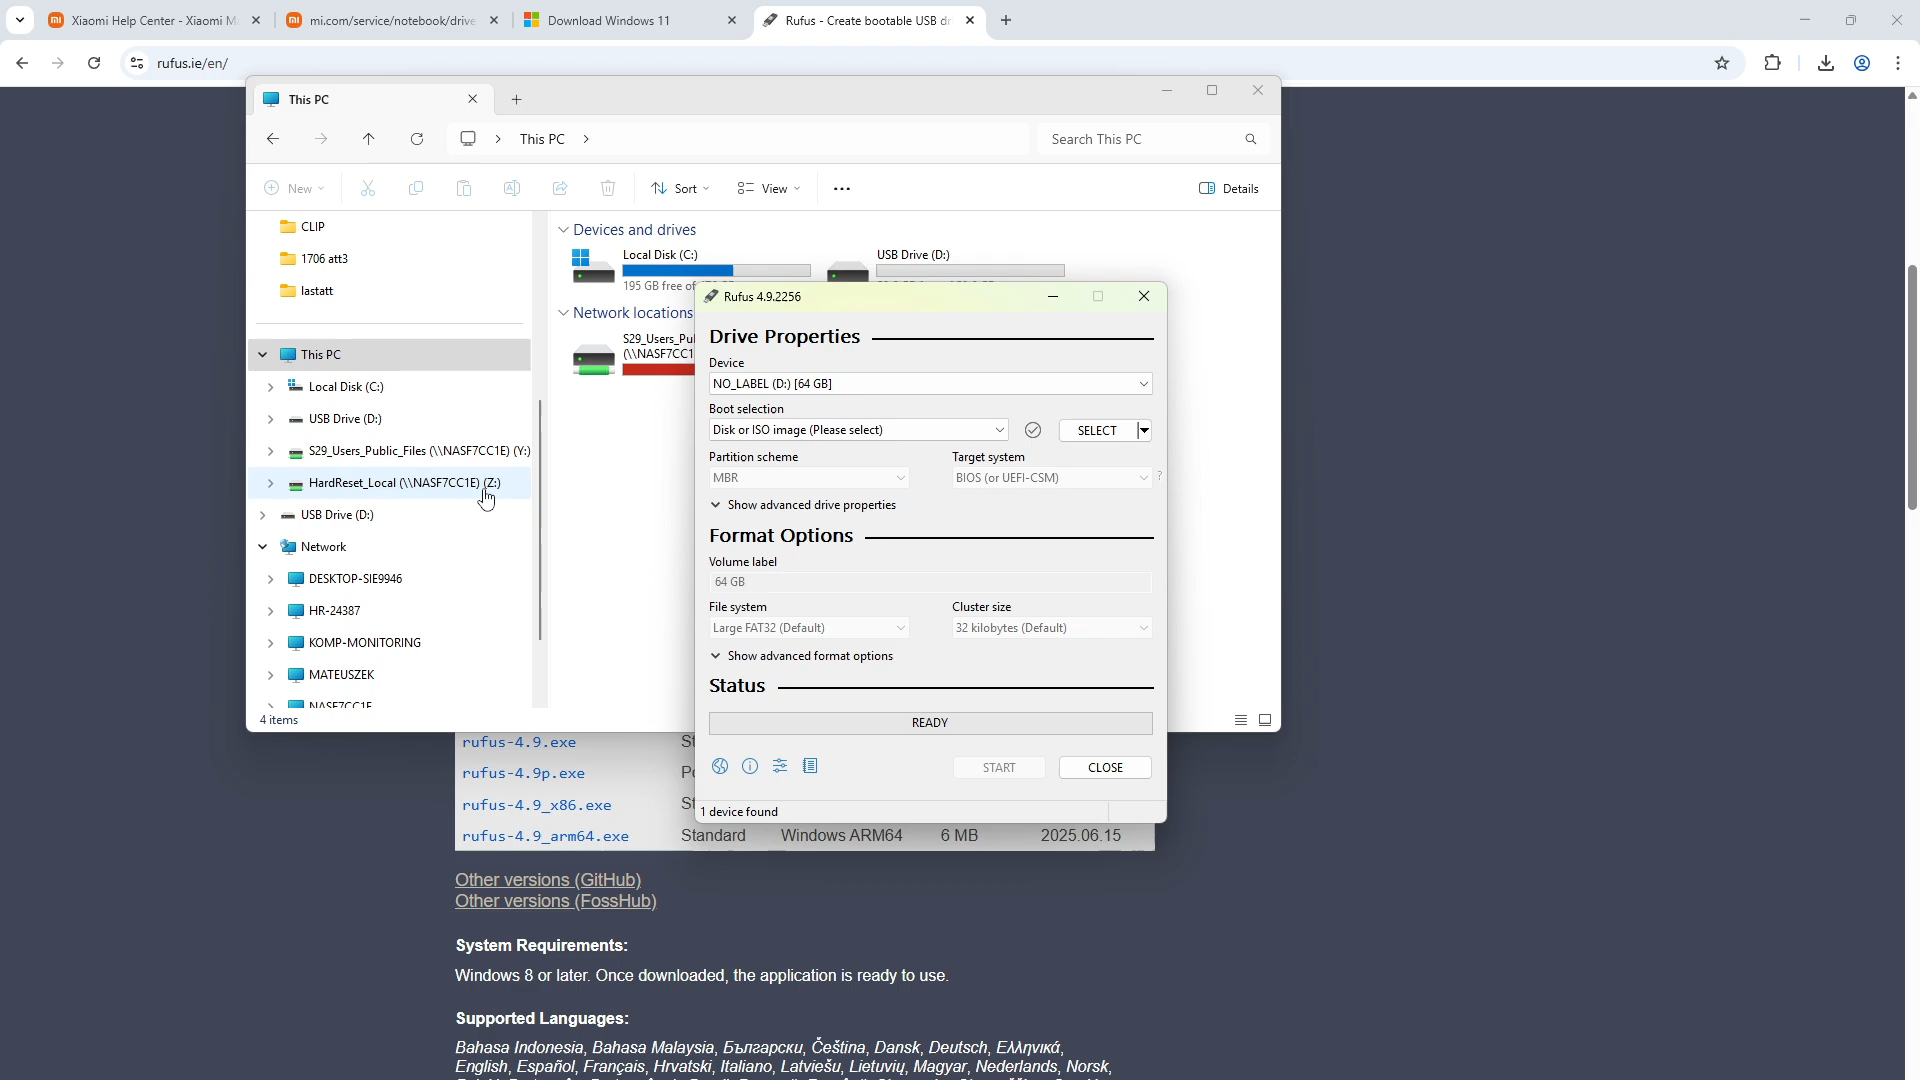 Xiaomi Help Center - Xiaomi M
mi.com/service/notebook/drive
Download Windows 11
Rufus - Create bootable USB dr
rufus.ie/en/
This PC
This PC
Search This PC
New
Sort
View
Details
CLIP
1706 att3
lastatt
This PC
Local Disk (C:)
USB Drive (D:)
S29_Users_Public_Files (\\NASF7CC1E) (Y:)
HardReset_Local (\\NASF7CC1E) (Z:)
USB Drive (D:)
Network
DESKTOP-SIE9946
HR-24387
KOMP-MONITORING
MATEUSZEK
NASF7CC1E
4 items
Devices and drives
Local Disk (C:)
195 GB free of
USB Drive (D:)
Network locations
S29_Users_Pu
(\\NASF7CC1
Rufus 4.9.2256
Drive Properties
Device
NO_LABEL (D:) [64 GB]
Boot selection
Disk or ISO image (Please select)
SELECT
Partition scheme
Target system
MBR
BIOS (or UEFI-CSM)
?
Show advanced drive properties
Format Options
Volume label
64 GB
File system
Cluster size
Large FAT32 (Default)
32 kilobytes (Default)
Show advanced format options
Status
READY
START
CLOSE
1 device found
rufus-4.9.exe St
rufus-4.9p.exe Po
rufus-4.9_x86.exe St
rufus-4.9_arm64.exe Standard Windows ARM64 6 MB 2025.06.15
Other versions (GitHub)
Other versions (FossHub)
System Requirements:
Windows 8 or later. Once downloaded, the application is ready to use.
Supported Languages:
Bahasa Indonesia, Bahasa Malaysia, Български, Čeština, Dansk, Deutsch, Ελληνικά,
English, Español, Français, Hrvatski, Italiano, Latviešu, Lietuvių, Magyar, Nederlands, Norsk,